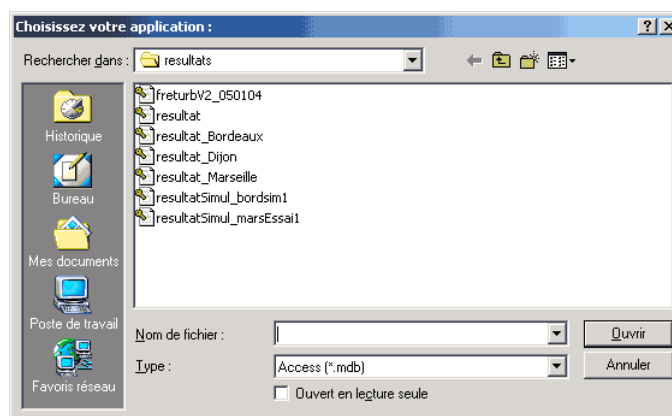 Choisissez votre application :
Rechercher dans : resultats
Historique
Bureau
Mes documents
Poste de travail
Favoris réseau
freturbV2_050104
resultat
resultat_Bordeaux
resultat_Dijon
resultat_Marseille
resultatSimul_bordsim1
resultatSimul_marsEssai1
Nom de fichier :
Ouvrir
Type : Access (*.mdb)
Annuler
Ouvert en lecture seule